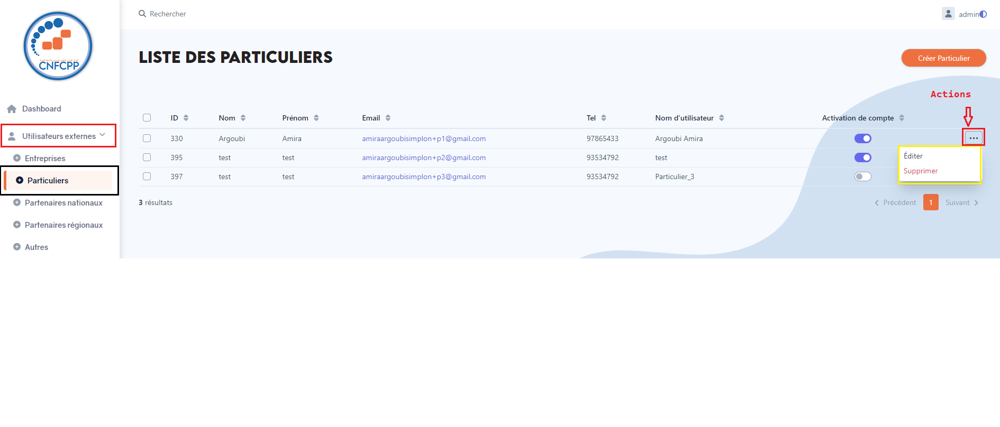 Rechercher
admin
CNFCPP
LISTE DES PARTICULIERS
Créer Particulier
Actions
Dashboard
Utilisateurs externes
Entreprises
Particuliers
Partenaires nationaux
Partenaires régionaux
Autres
ID Nom Prénom Email Tel Nom d'utilisateur Activation de compte
330 Argoubi Amira amiraargoubisimplon+p1@gmail.com 97865433 Argoubi Amira
395 test test amiraargoubisimplon+p2@gmail.com 93534792 test
397 test test amiraargoubisimplon+p3@gmail.com 93534792 Particulier_3
Éditer
Supprimer
3 résultats
Précédent 1 Suivant